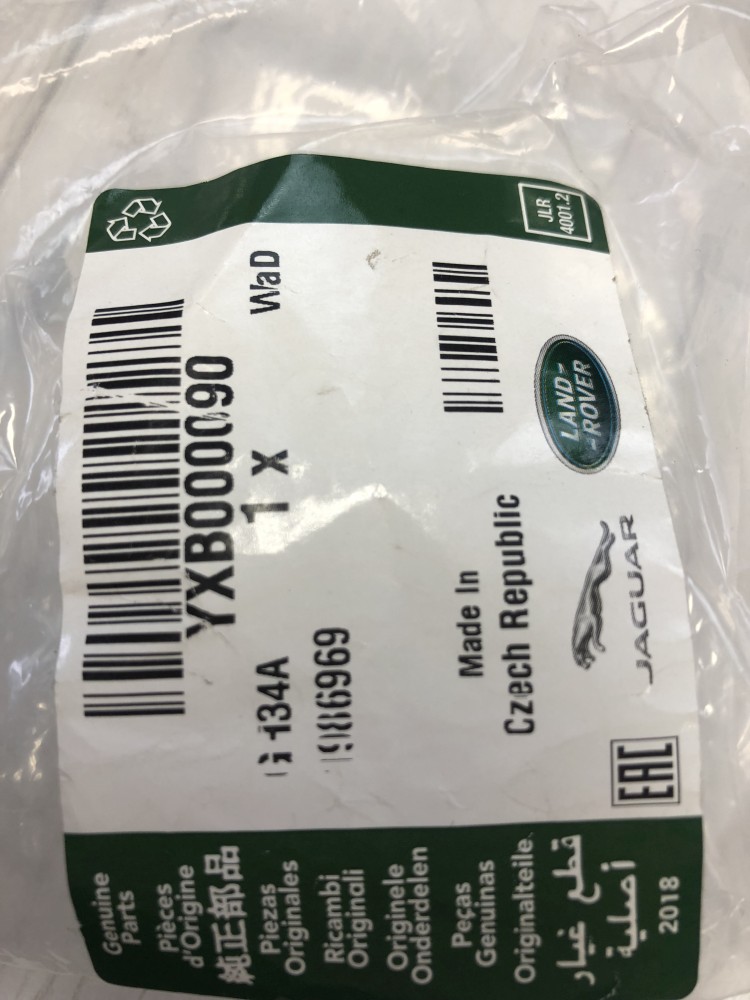 Genuine
Parts
Pièces
d'Origine
純正部品
Piezas
Originales
Ricambi
Originali
Originele
Onderdelen
Peças
Genuinas
Originalteile
قطع غيار
أصلية
2018
YXB000090
1 X
WaD
134A
6969
Made In
Czech Republic
EAC
JAGUAR
LAND-
-ROVER
JLR
4001.2